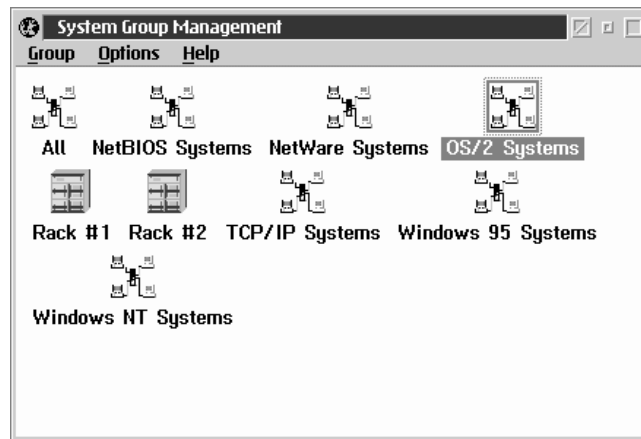 System Group Management
Group Options Help
All NetBIOS Systems NetWare Systems OS/2 Systems
Rack #1 Rack #2 TCP/IP Systems Windows 95 Systems
Windows NT Systems